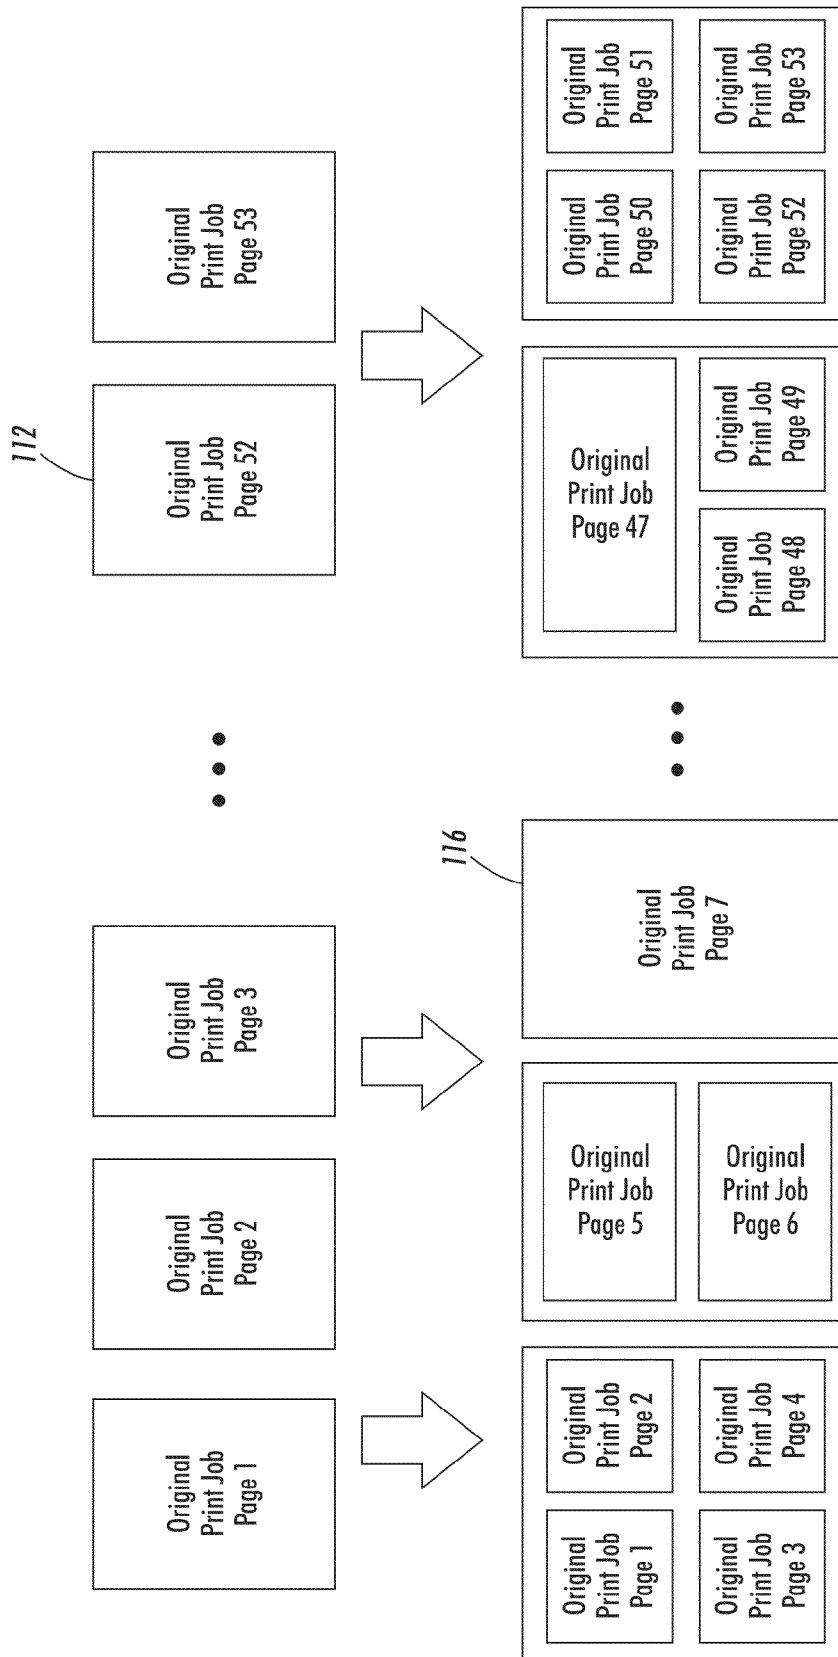 112
Original
Print Job
Page 1
Original
Print Job
Page 2
Original
Print Job
Page 3
Original
Print Job
Page 52
Original
Print Job
Page 53
116
Original
Print Job
Page 1
Original
Print Job
Page 2
Original
Print Job
Page 3
Original
Print Job
Page 4
Original
Print Job
Page 5
Original
Print Job
Page 6
Original
Print Job
Page 7
Original
Print Job
Page 47
Original
Print Job
Page 48
Original
Print Job
Page 49
Original
Print Job
Page 50
Original
Print Job
Page 51
Original
Print Job
Page 52
Original
Print Job
Page 53